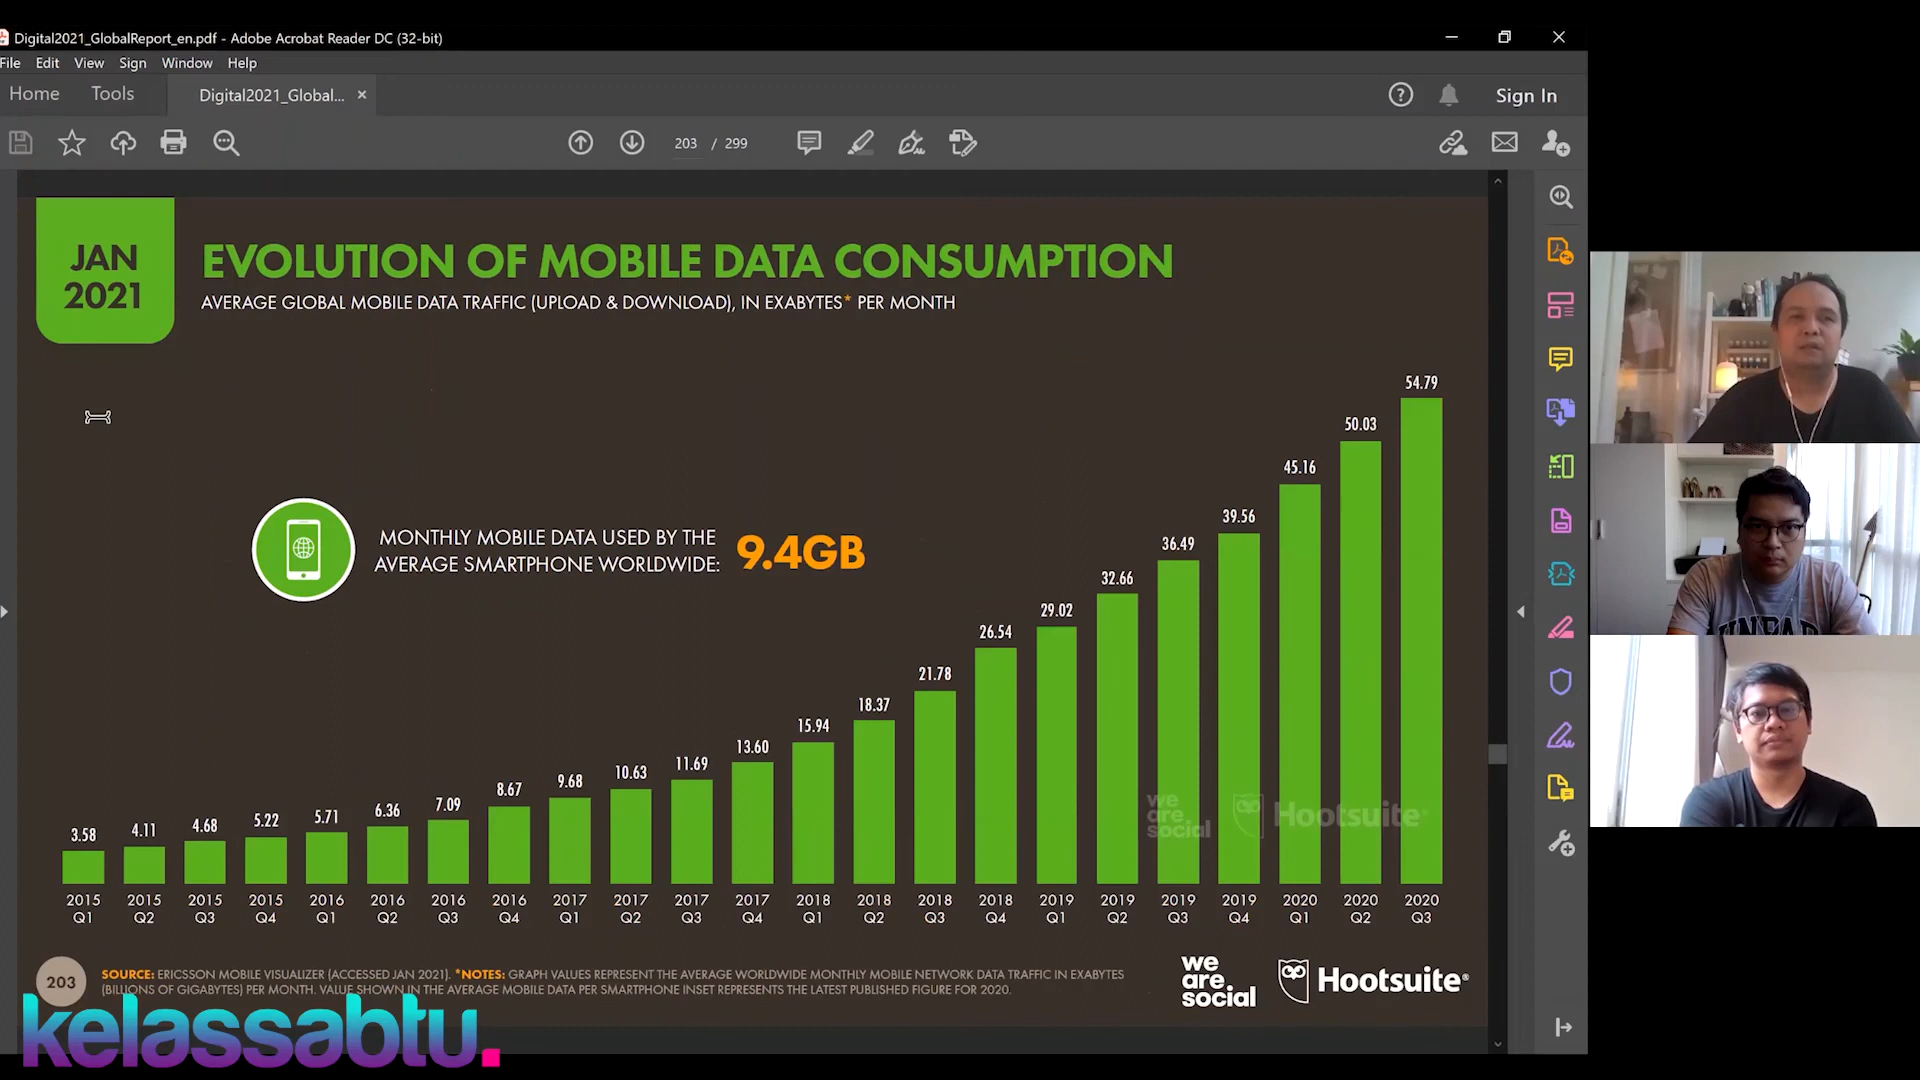 Digital2021_GlobalReport_en.pdf - Adobe Acrobat Reader DC (32-bit)
File Edit View Sign Window Help
Home Tools Digital2021_Global... × Sign In
203 / 299
JAN
2021
EVOLUTION OF MOBILE DATA CONSUMPTION
AVERAGE GLOBAL MOBILE DATA TRAFFIC (UPLOAD & DOWNLOAD), IN EXABYTES* PER MONTH
MONTHLY MOBILE DATA USED BY THE
AVERAGE SMARTPHONE WORLDWIDE: 9.4GB
3.58 4.11 4.68 5.22 5.71 6.36 7.09 8.67 9.68 10.63 11.69 13.60 15.94 18.37 21.78 26.54 29.02 32.66 36.49 39.56 45.16 50.03 54.79
we are social Hootsuite
2015 2015 2015 2015 2016 2016 2016 2016 2017 2017 2017 2017 2018 2018 2018 2018 2019 2019 2019 2019 2020 2020 2020
Q1 Q2 Q3 Q4 Q1 Q2 Q3 Q4 Q1 Q2 Q3 Q4 Q1 Q2 Q3 Q4 Q1 Q2 Q3 Q4 Q1 Q2 Q3
203
SOURCE: ERICSSON MOBILE VISUALIZER (ACCESSED JAN 2021). *NOTES: GRAPH VALUES REPRESENT THE AVERAGE WORLDWIDE MONTHLY MOBILE NETWORK DATA TRAFFIC IN EXABYTES
(BILLIONS OF GIGABYTES) PER MONTH. VALUE SHOWN IN THE AVERAGE MOBILE DATA PER SMARTPHONE INSET REPRESENTS THE LATEST PUBLISHED FIGURE FOR 2020.
we
are
social
Hootsuite®
kelassabtu.